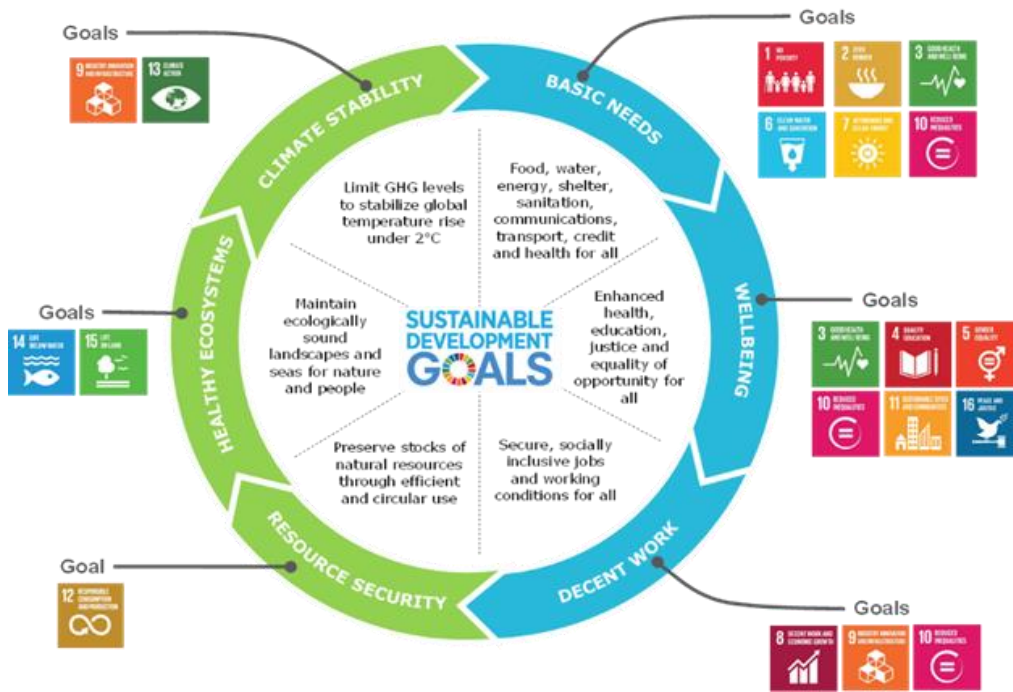 Goals
9 INDUSTRY INNOVATION
AND INFRASTRUCTURE
13 CLIMATE
ACTION
Goals
1 NO
POVERTY
2 ZERO
HUNGER
3 GOOD HEALTH
AND WELL BEING
6 CLEAN WATER
AND SANITATION
7 AFFORDABLE AND
CLEAN ENERGY
10 REDUCED
INEQUALITIES
CLIMATE STABILITY
BASIC NEEDS
Limit GHG levels
to stabilize global
temperature rise
under 2°C
Food, water,
energy, shelter,
sanitation,
communications,
transport, credit
and health for all
HEALTHY ECOSYSTEMS
Maintain
ecologically
sound
landscapes and
seas for nature
and people
SUSTAINABLE
DEVELOPMENT
GOALS
Enhanced
health,
education,
justice and
equality of
opportunity for
all
WELLBEING
Goals
14 LIFE
BELOW WATER
15 LIFE
ON LAND
Goals
3 GOOD HEALTH
AND WELL BEING
4 QUALITY
EDUCATION
5 GENDER
EQUALITY
10 REDUCED
INEQUALITIES
11 SUSTAINABLE CITIES
AND COMMUNITIES
16 PEACE AND
JUSTICE
Preserve stocks of
natural resources
through efficient
and circular use
Secure, socially
inclusive jobs
and working
conditions for all
RESOURCE SECURITY
DECENT WORK
Goal
12 RESPONSIBLE
CONSUMPTION
AND PRODUCTION
Goals
8 DECENT WORK AND
ECONOMIC GROWTH
9 INDUSTRY INNOVATION
AND INFRASTRUCTURE
10 REDUCED
INEQUALITIES